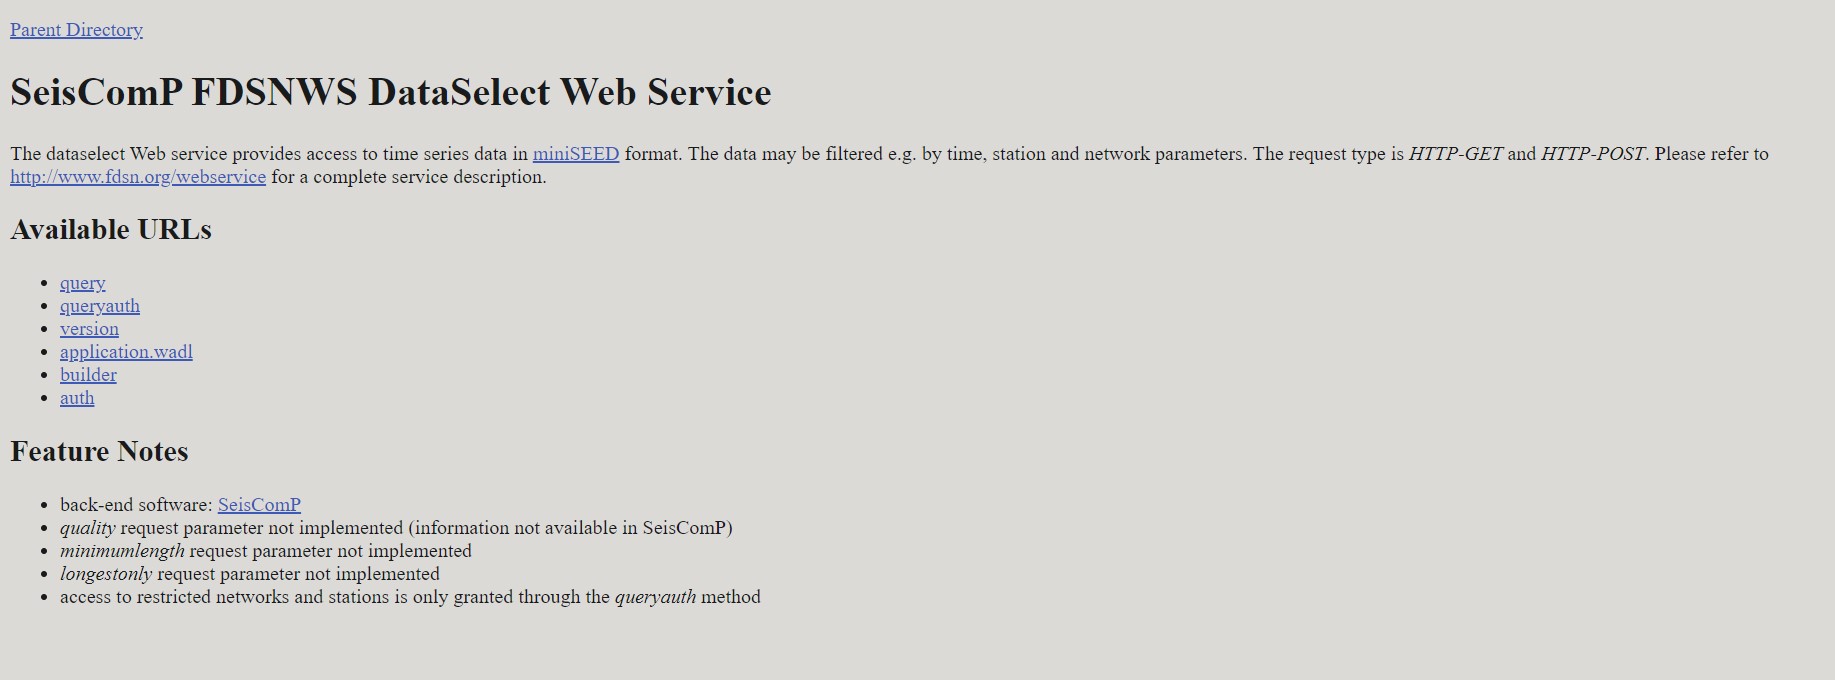 Parent Directory
SeisComP FDSNWS DataSelect Web Service
The dataselect Web service provides access to time series data in miniSEED format. The data may be filtered e.g. by time, station and network parameters. The request type is HTTP-GET and HTTP-POST. Please refer to
http://www.fdsn.org/webservice for a complete service description.
Available URLs
• query
• queryauth
• version
• application.wadl
• builder
• auth
Feature Notes
• back-end software: SeisComP
• quality request parameter not implemented (information not available in SeisComP)
• minimumlength request parameter not implemented
• longestonly request parameter not implemented
• access to restricted networks and stations is only granted through the queryauth method